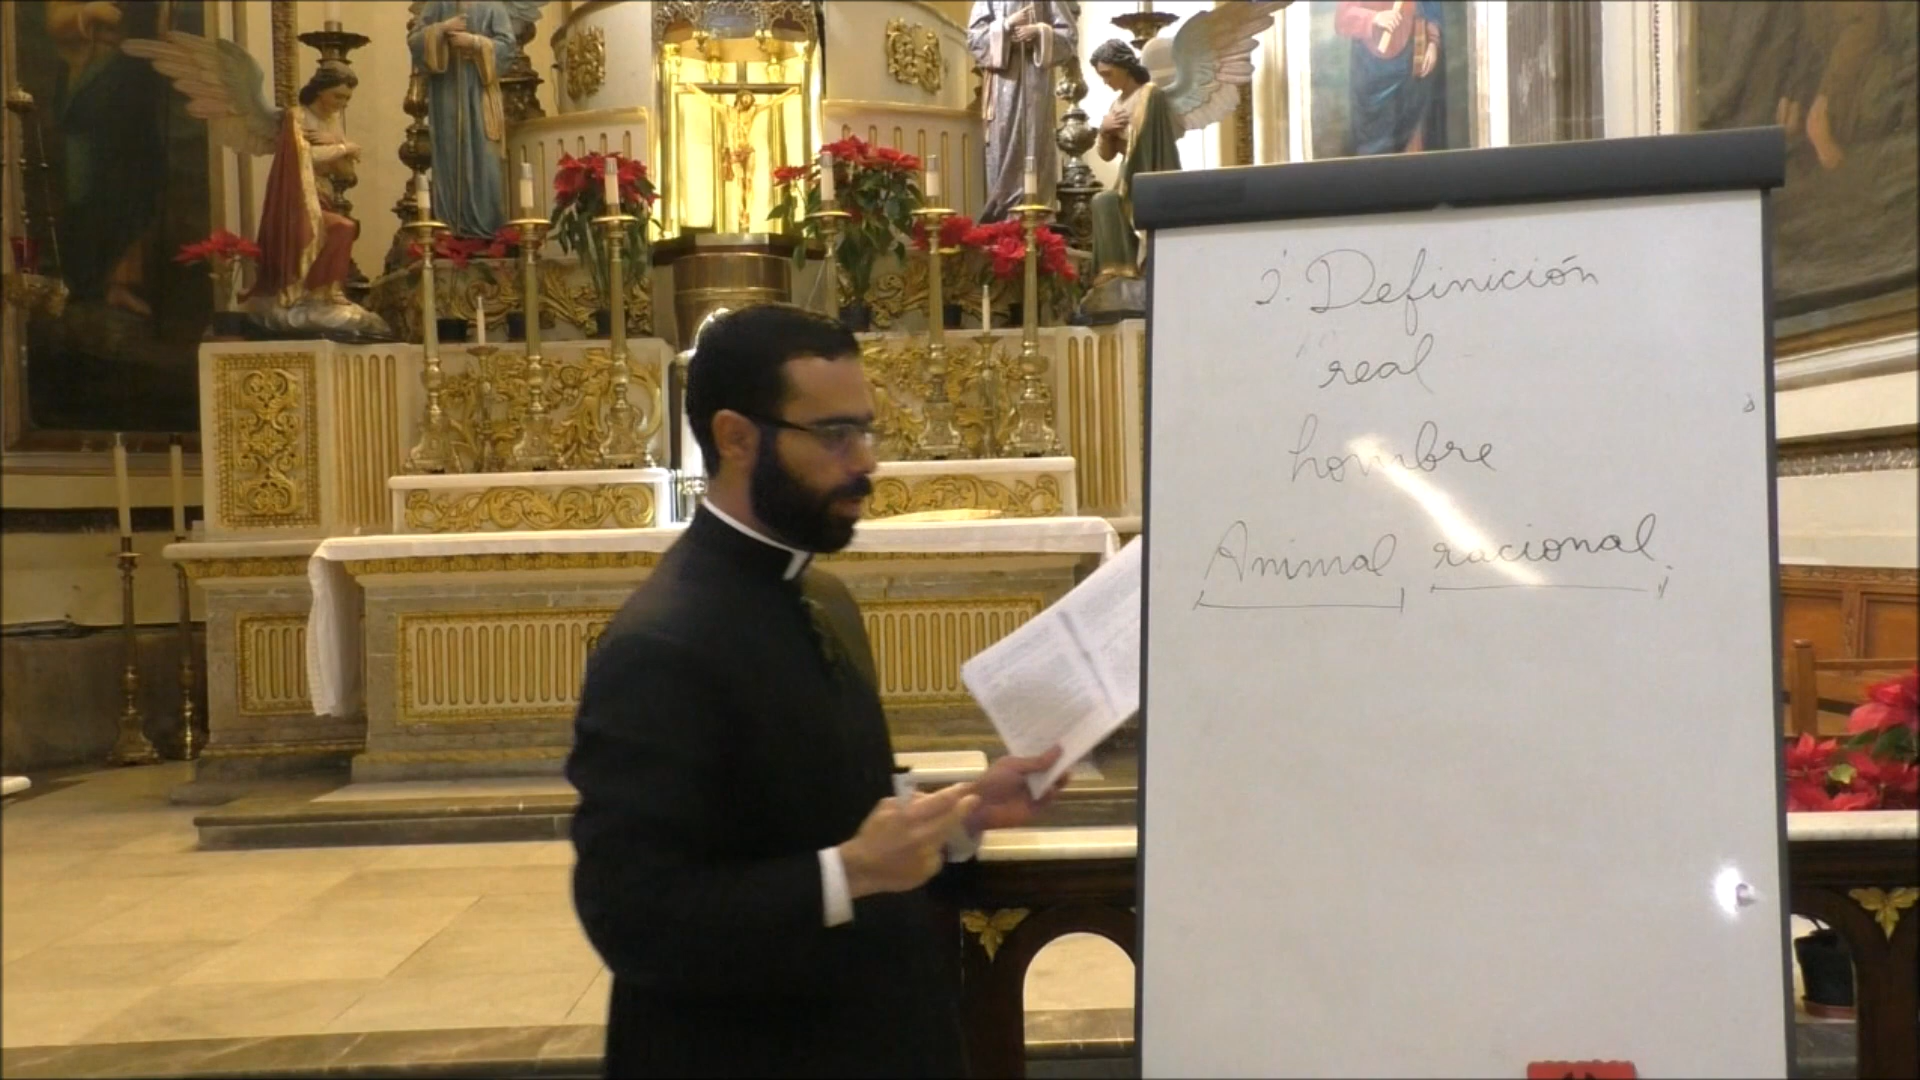 2. Definición
real
hombre
Animal racional.